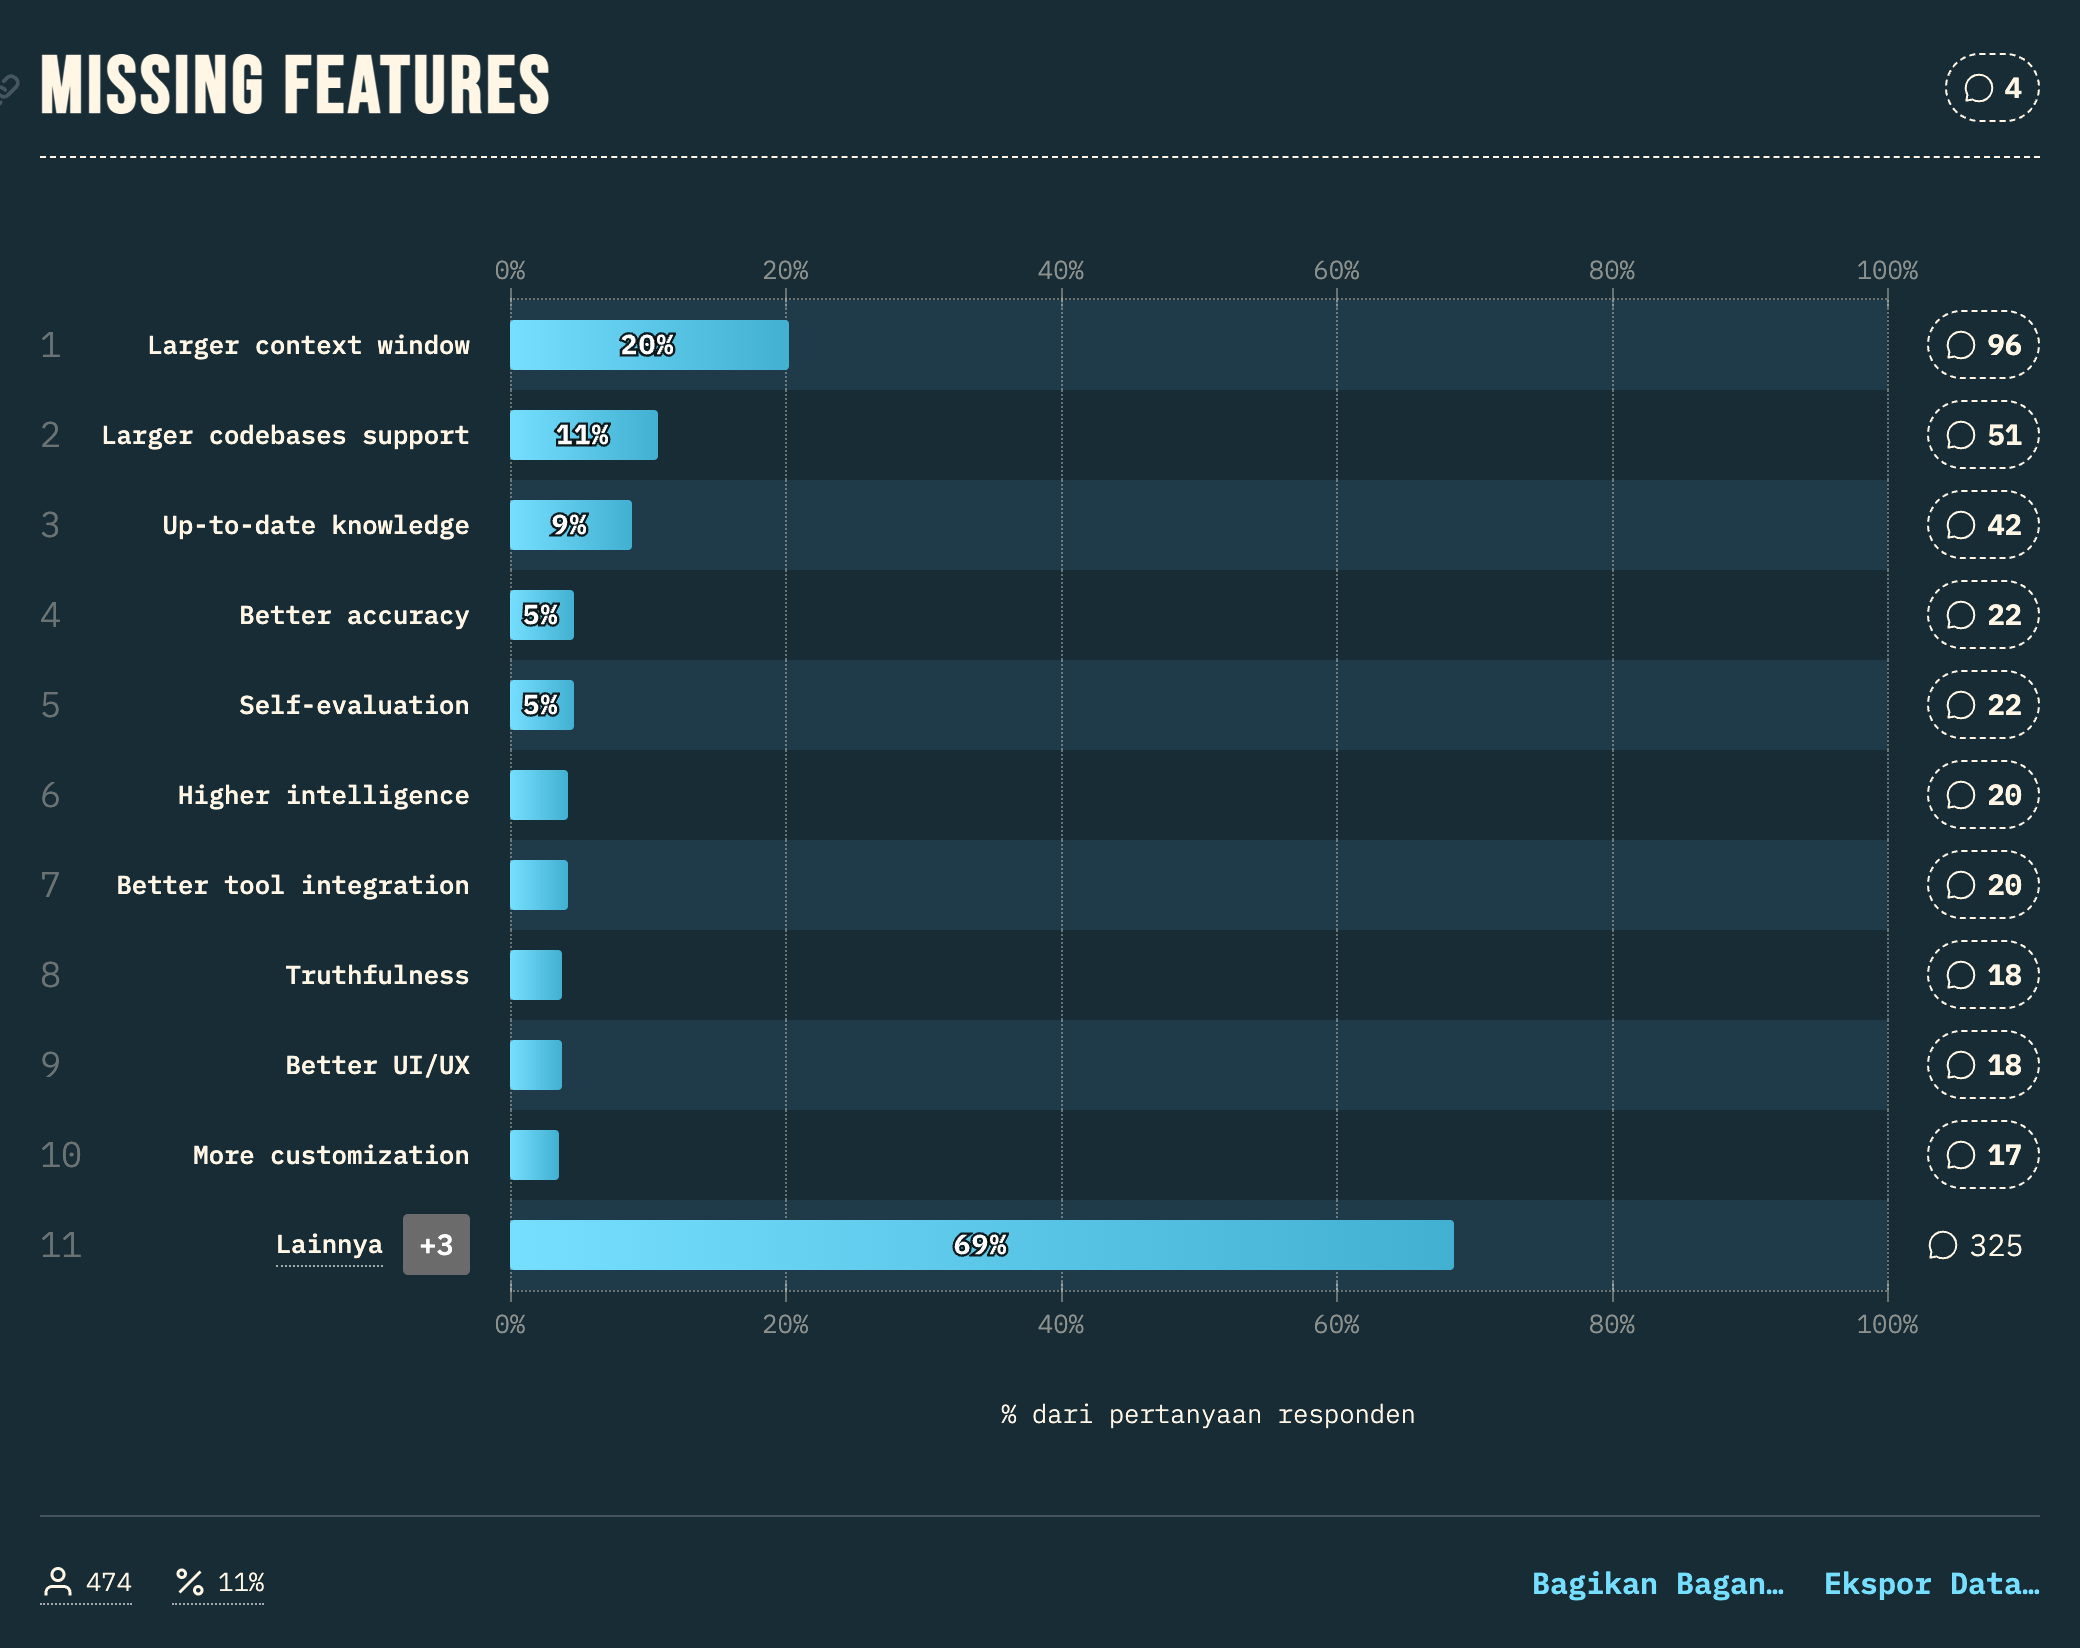 MISSING FEATURES
4
0% 20% 40% 60% 80% 100%
1 Larger context window 20% 96
2 Larger codebases support 11% 51
3 Up-to-date knowledge 9% 42
4 Better accuracy 5% 22
5 Self-evaluation 5% 22
6 Higher intelligence 20
7 Better tool integration 20
8 Truthfulness 18
9 Better UI/UX 18
10 More customization 17
11 Lainnya +3 69% 325
0% 20% 40% 60% 80% 100%
% dari pertanyaan responden
474 11% Bagikan Bagan… Ekspor Data…